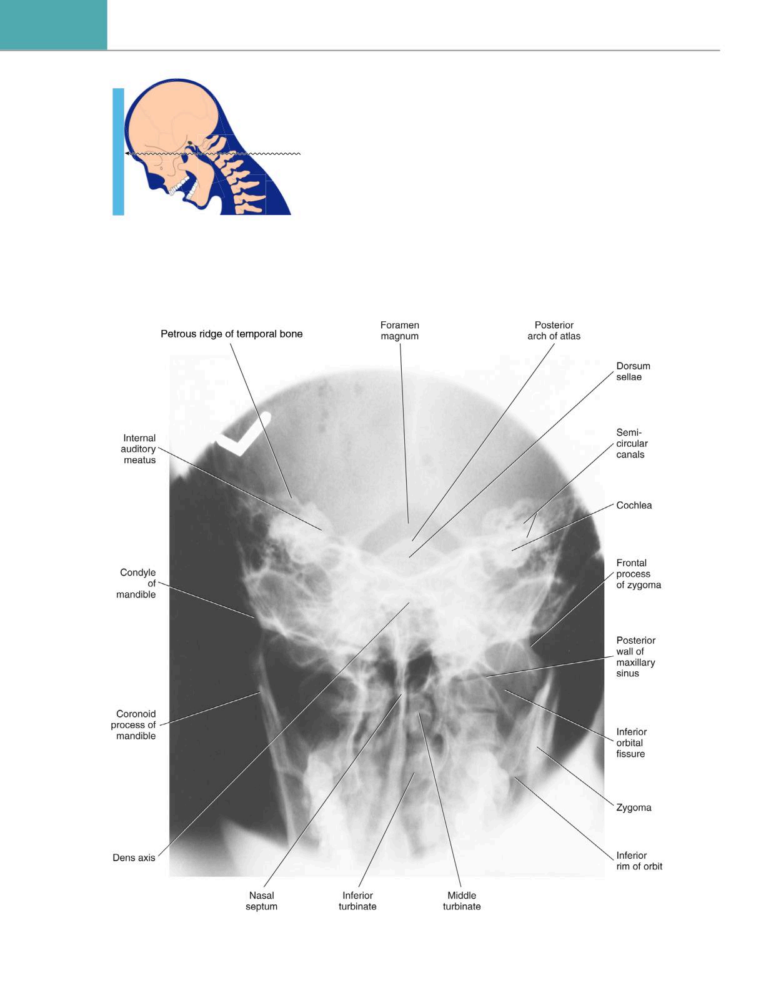 Petrous ridge of temporal bone
Foramen
magnum
Posterior
arch of atlas
Dorsum
sellae
Internal
auditory
meatus
Semi-
circular
canals
Cochlea
Condyle
of
mandible
Frontal
process
of zygoma
Posterior
wall of
maxillary
sinus
Coronoid
process of
mandible
Inferior
orbital
fissure
Zygoma
Dens axis
Inferior
rim of orbit
Nasal
septum
Inferior
turbinate
Middle
turbinate